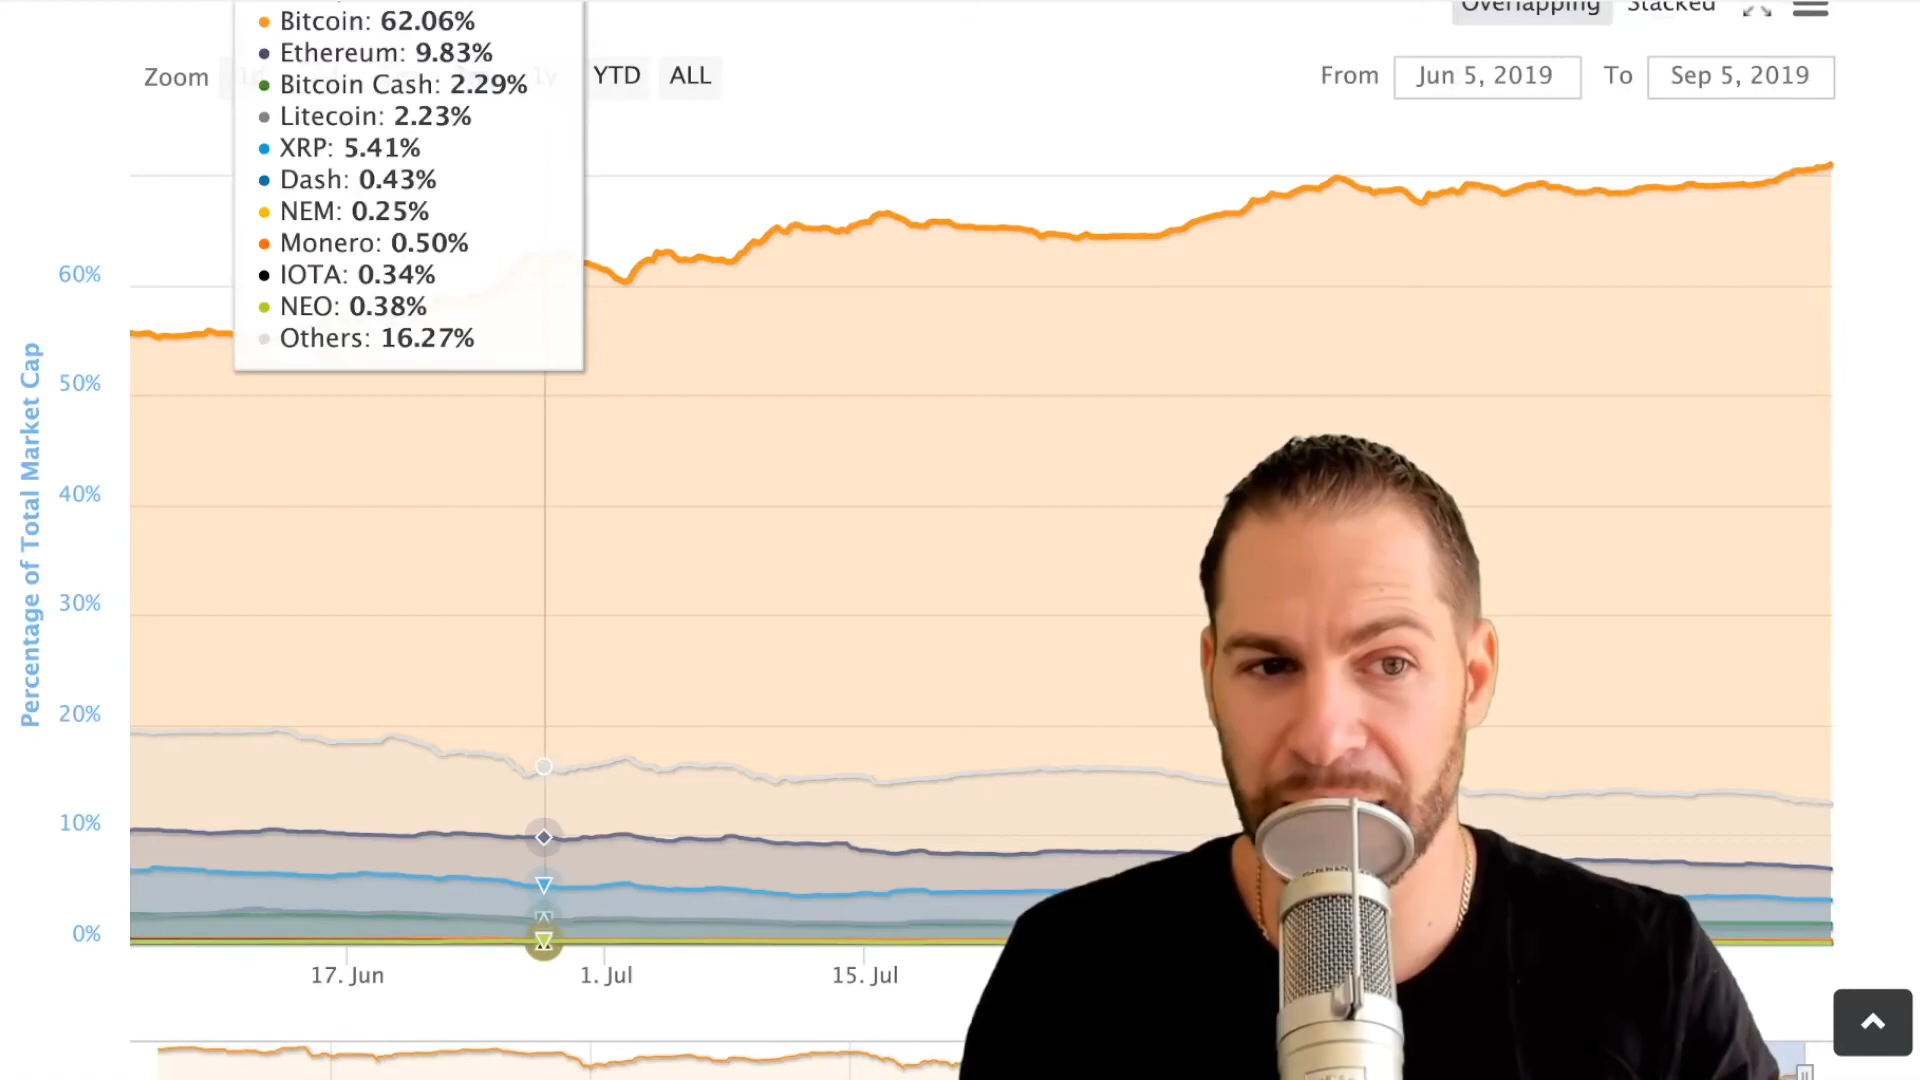 Overlapping Stacked
Bitcoin: 62.06%
Ethereum: 9.83%
Bitcoin Cash: 2.29%
Litecoin: 2.23%
XRP: 5.41%
Dash: 0.43%
NEM: 0.25%
Monero: 0.50%
IOTA: 0.34%
NEO: 0.38%
Others: 16.27%
Zoom YTD ALL
From Jun 5, 2019 To Sep 5, 2019
Percentage of Total Market Cap
60%
50%
40%
30%
20%
10%
0%
17. Jun 1. Jul 15. Jul